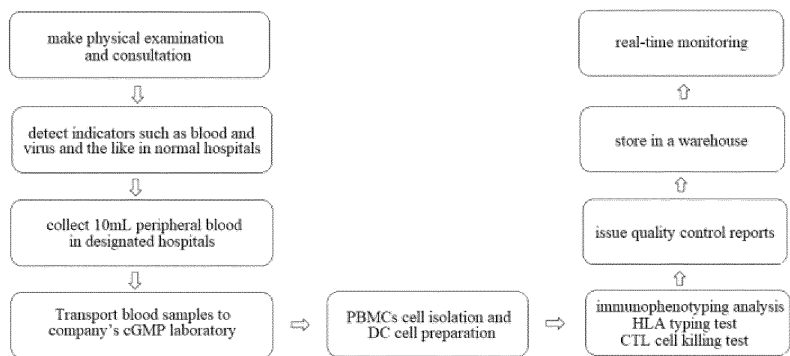 make physical examination
and consultation
detect indicators such as blood and
virus and the like in normal hospitals
collect 10mL peripheral blood
in designated hospitals
Transport blood samples to
company's cGMP laboratory
PBMCs cell isolation and
DC cell preparation
immunophenotyping analysis
HLA typing test
CTL cell killing test
issue quality control reports
store in a warehouse
real-time monitoring